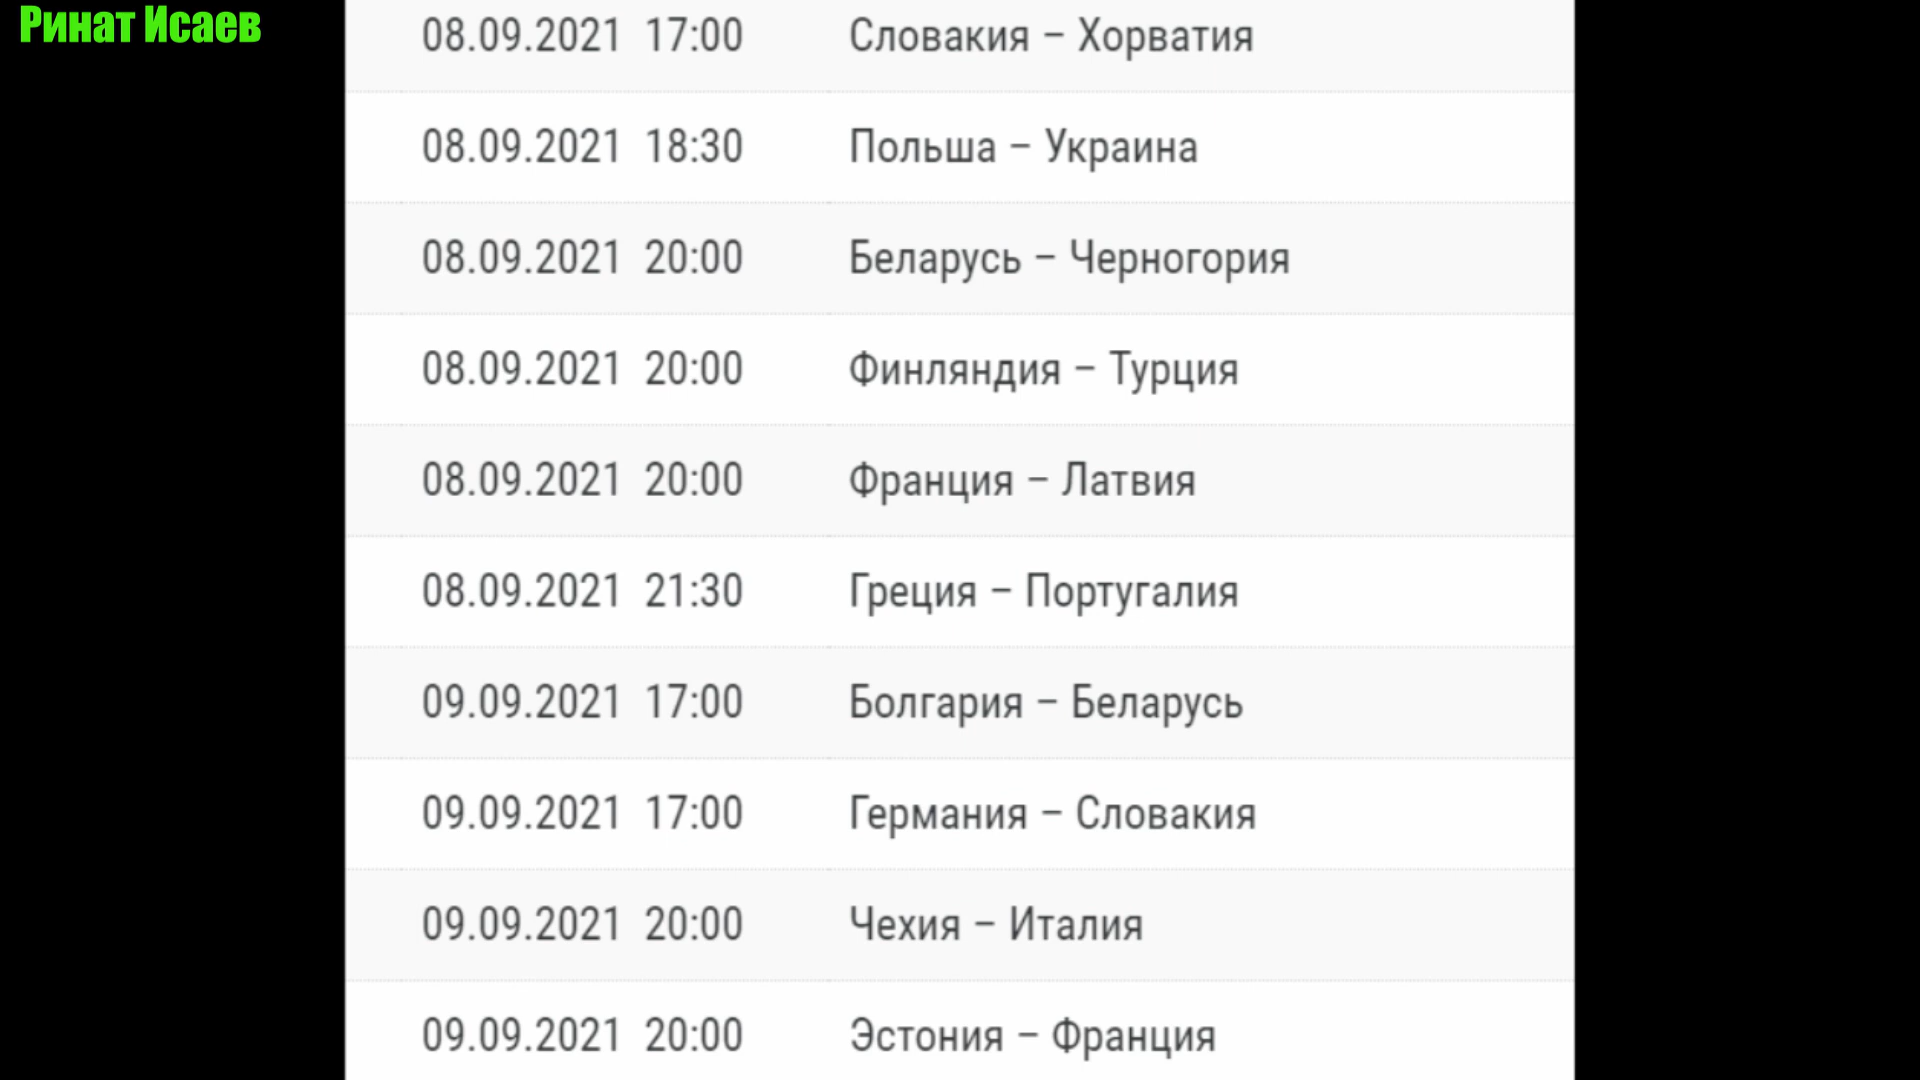 Ринат Исаев
08.09.2021 17:00 Словакия – Хорватия
08.09.2021 18:30 Польша – Украина
08.09.2021 20:00 Беларусь – Черногория
08.09.2021 20:00 Финляндия – Турция
08.09.2021 20:00 Франция – Латвия
08.09.2021 21:30 Греция – Португалия
09.09.2021 17:00 Болгария – Беларусь
09.09.2021 17:00 Германия – Словакия
09.09.2021 20:00 Чехия – Италия
09.09.2021 20:00 Эстония – Франция